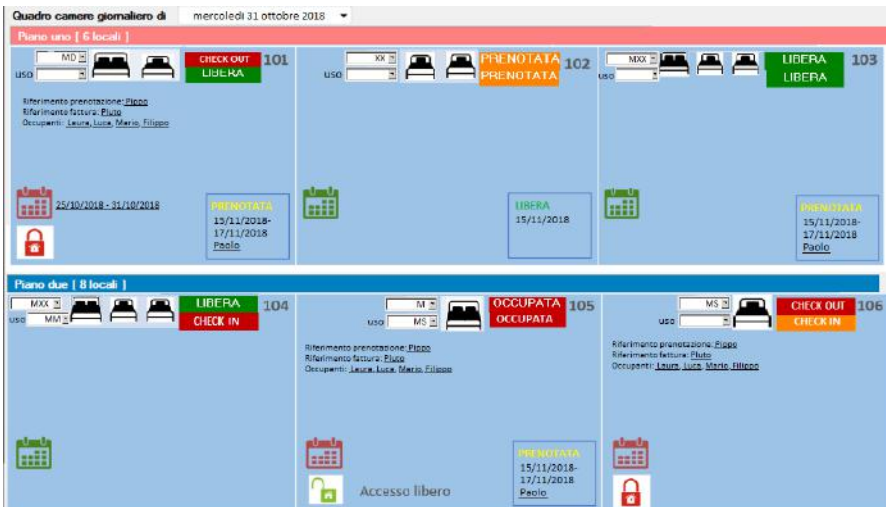 Quadro camere giornaliero di mercoledì 31 ottobre 2018
Piano uno [ 6 locali ]
MD CHECK OUT 101
uso LIBERA
Riferimento prenotazione: Pippo
Riferimento fattura: Pluto
Occupanti: Laura, Luca, Mario, Filippo
25/10/2018 - 31/10/2018
PRENOTATA
15/11/2018-
17/11/2018
Paolo
XX PRENOTATA 102
uso PRENOTATA
LIBERA
15/11/2018
MXX LIBERA 103
uso LIBERA
PRENOTATA
15/11/2018-
17/11/2018
Paolo
Piano due [ 8 locali ]
MXX LIBERA 104
uso MM CHECK IN
M OCCUPATA 105
uso MS OCCUPATA
Riferimento prenotazione: Pippo
Riferimento fattura: Pluto
Occupanti: Laura, Luca, Mario, Filippo
Accesso libero
PRENOTATA
15/11/2018-
17/11/2018
Paolo
MS CHECK OUT 106
uso CHECK IN
Riferimento prenotazione: Pippo
Riferimento fattura: Pluto
Occupanti: Laura, Luca, Mario, Filippo